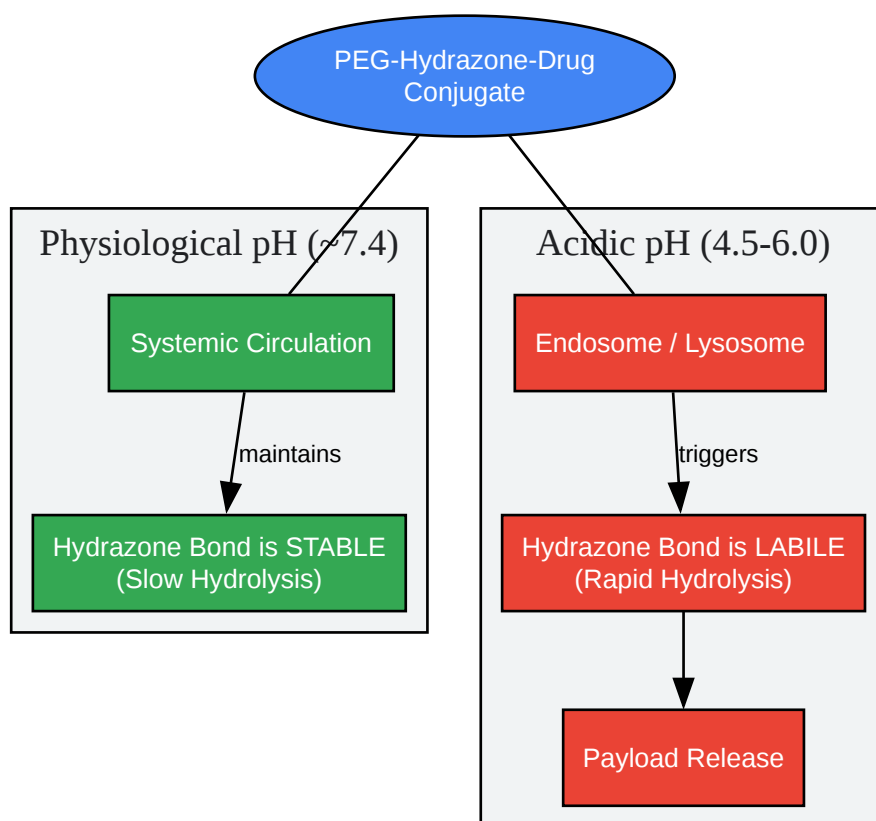 PEG-Hydrazone-Drug
Conjugate
Physiological pH (~7.4)
Systemic Circulation
maintains
Hydrazone Bond is STABLE
(Slow Hydrolysis)
Acidic pH (4.5-6.0)
Endosome / Lysosome
triggers
Hydrazone Bond is LABILE
(Rapid Hydrolysis)
Payload Release